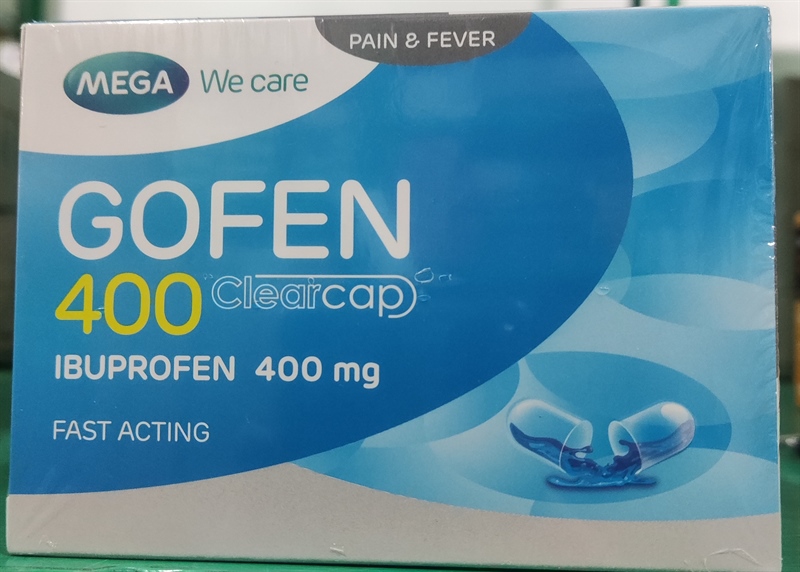 PAIN & FEVER
MEGA We care
GOFEN
400 Clearcap
IBUPROFEN 400 mg
FAST ACTING